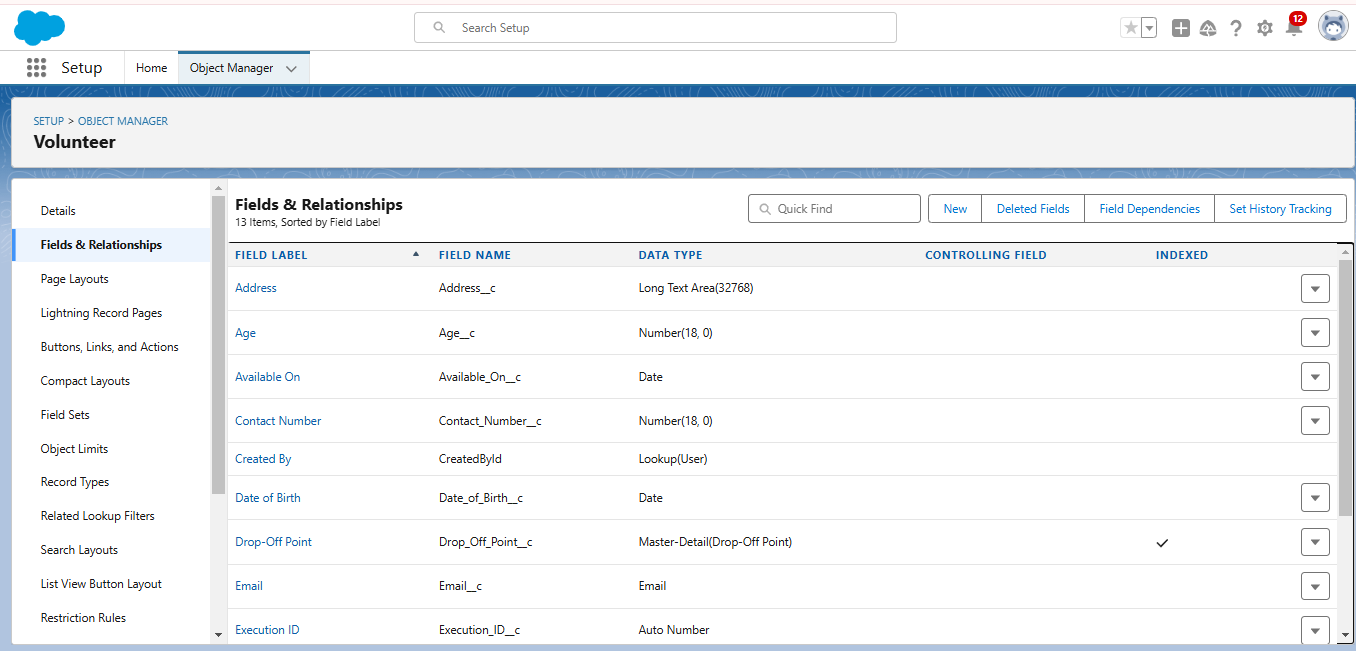 Search Setup
12
Setup
Home
Object Manager
SETUP > OBJECT MANAGER
Volunteer
Details
Fields & Relationships
Page Layouts
Lightning Record Pages
Buttons, Links, and Actions
Compact Layouts
Field Sets
Object Limits
Record Types
Related Lookup Filters
Search Layouts
List View Button Layout
Restriction Rules
Fields & Relationships
13 Items, Sorted by Field Label
Quick Find
New
Deleted Fields
Field Dependencies
Set History Tracking
FIELD LABEL FIELD NAME DATA TYPE CONTROLLING FIELD INDEXED
Address Address__c Long Text Area(32768)
Age Age__c Number(18, 0)
Available On Available_On__c Date
Contact Number Contact_Number__c Number(18, 0)
Created By CreatedById Lookup(User)
Date of Birth Date_of_Birth__c Date
Drop-Off Point Drop_Off_Point__c Master-Detail(Drop-Off Point)
Email Email__c Email
Execution ID Execution_ID__c Auto Number